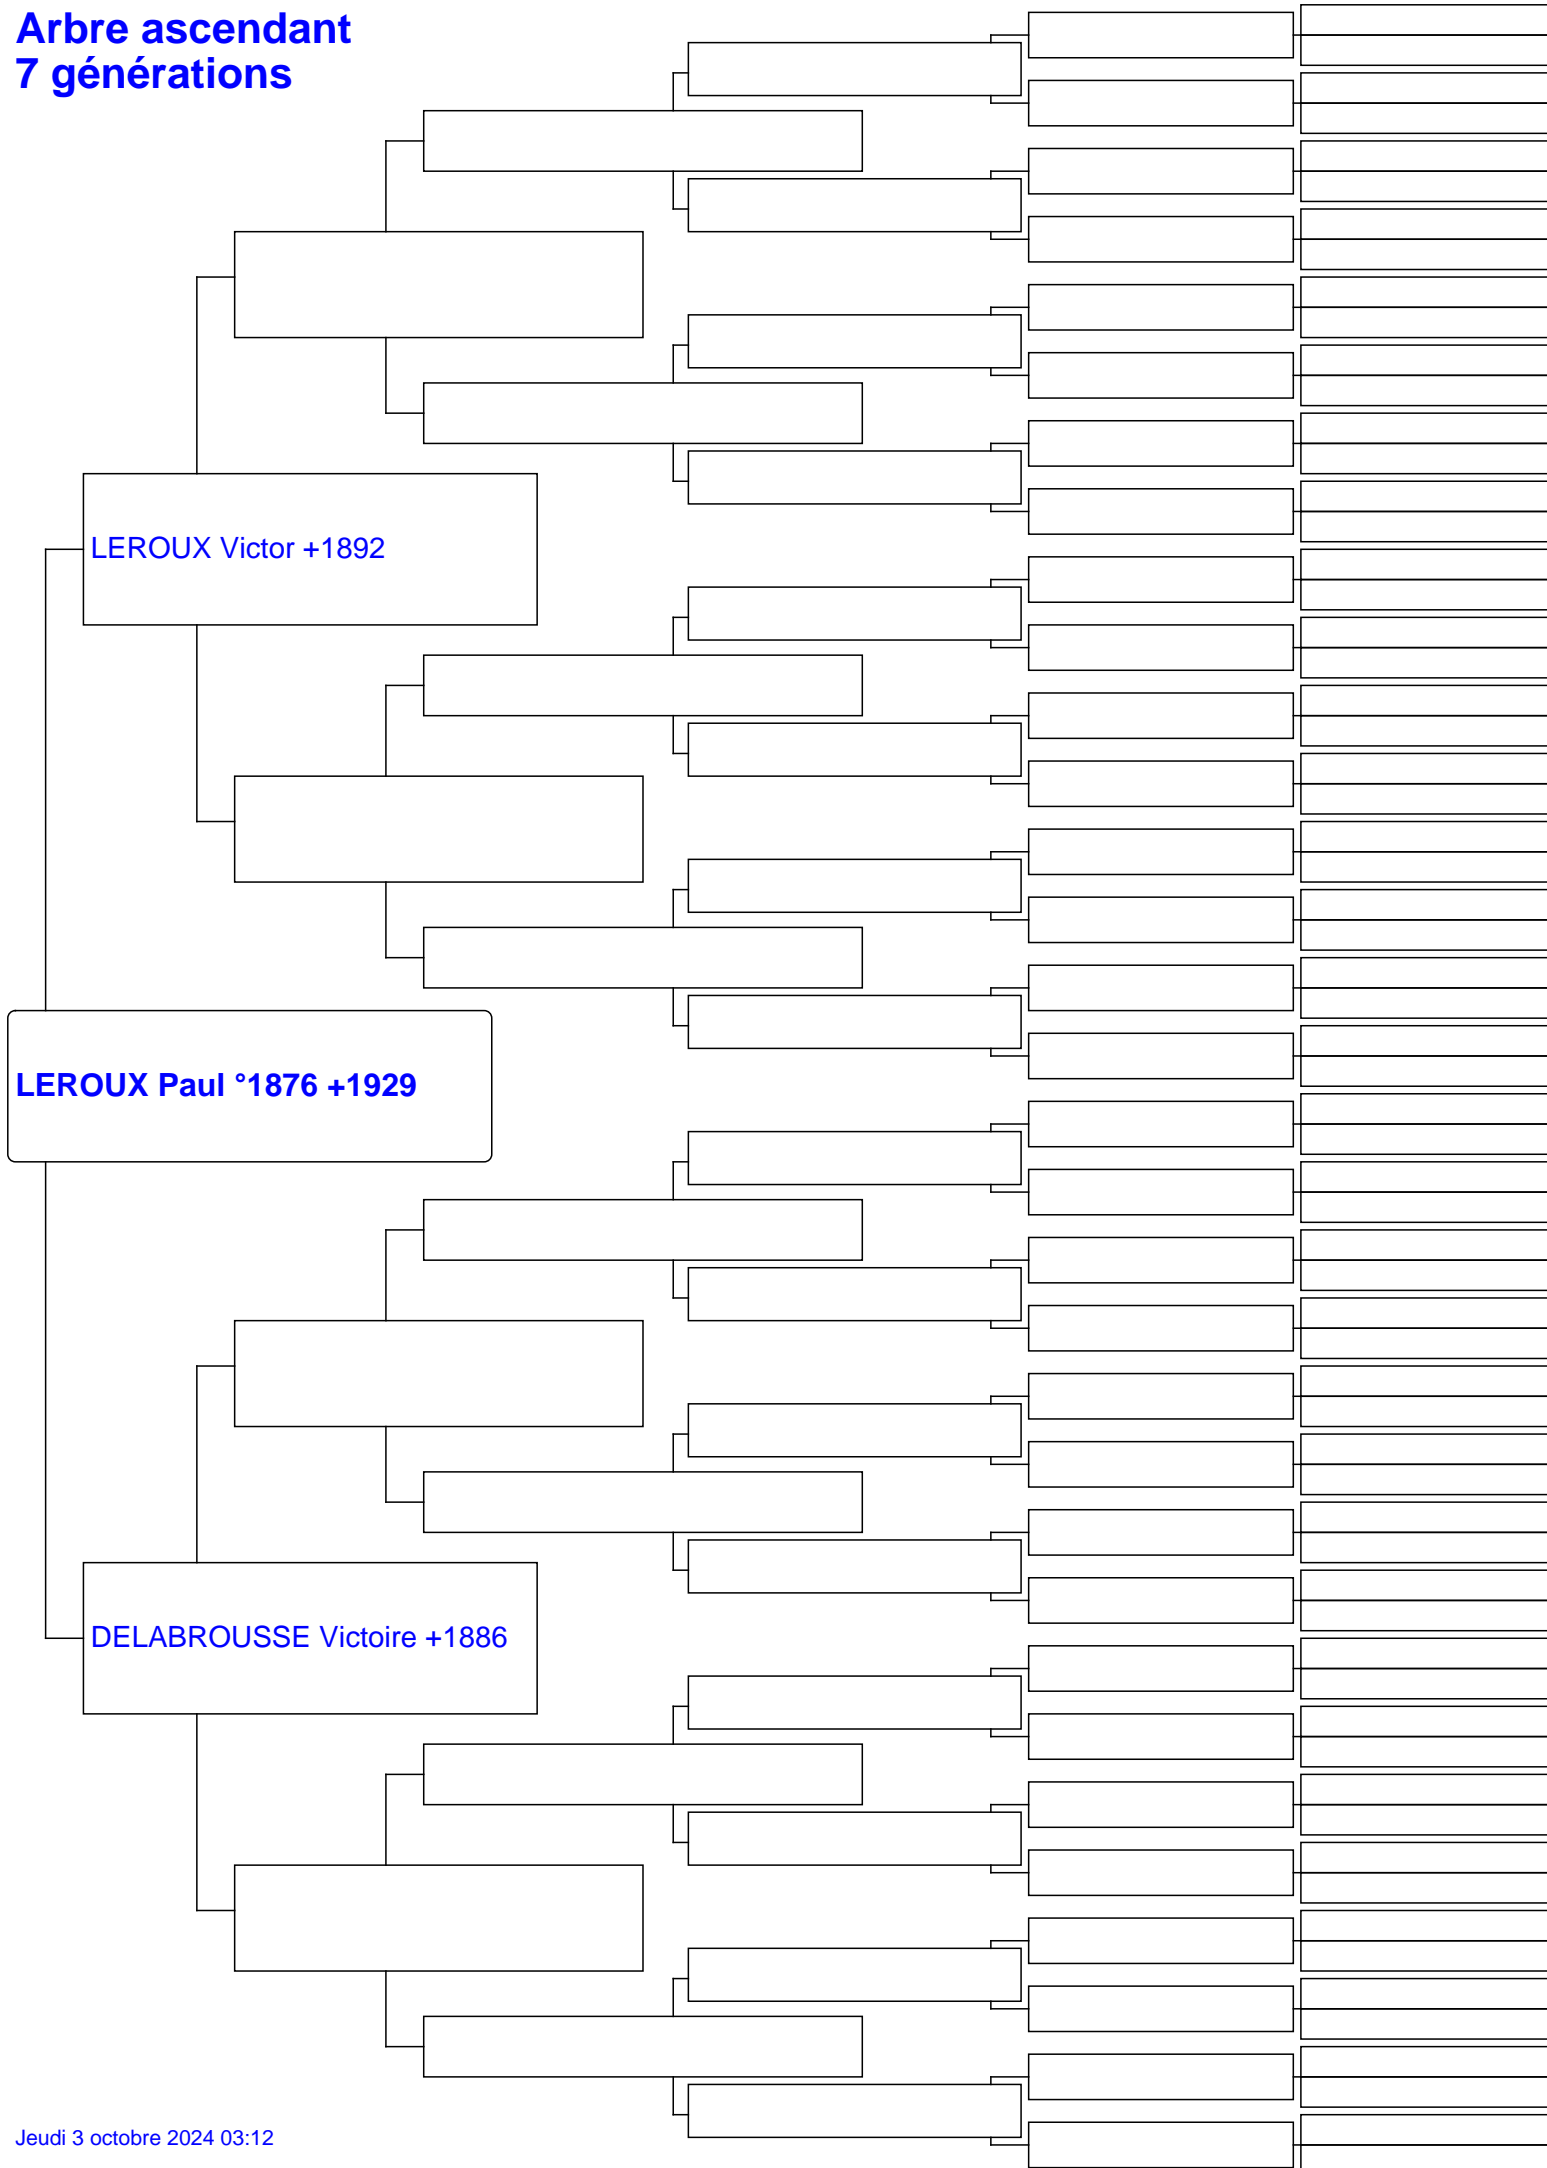 Arbre ascendant
7 générations
LEROUX Victor +1892
LEROUX Paul °1876 +1929
DELABROUSSE Victoire +1886
Jeudi 3 octobre 2024 03:12